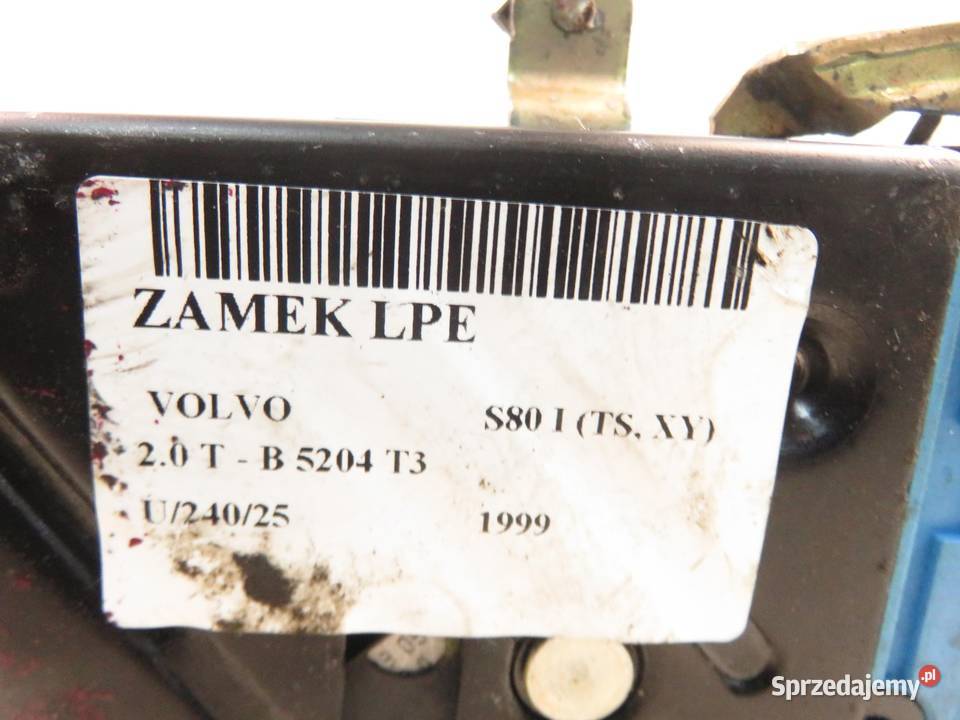 ZAMEK LPE
VOLVO S80 I (TS, XY)
2.0 T - B 5204 T3
U/240/25 1999
Sprzedajemy.pl